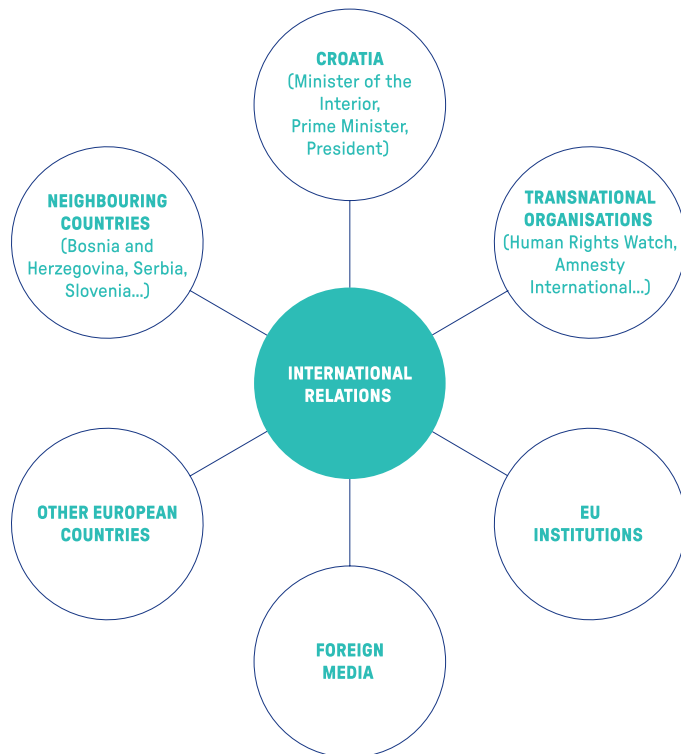 CROATIA
(Minister of the
Interior,
Prime Minister,
President)
NEIGHBOURING
COUNTRIES
(Bosnia and
Herzegovina, Serbia,
Slovenia...)
TRANSNATIONAL
ORGANISATIONS
(Human Rights Watch,
Amnesty
International...)
INTERNATIONAL
RELATIONS
OTHER EUROPEAN
COUNTRIES
EU
INSTITUTIONS
FOREIGN
MEDIA